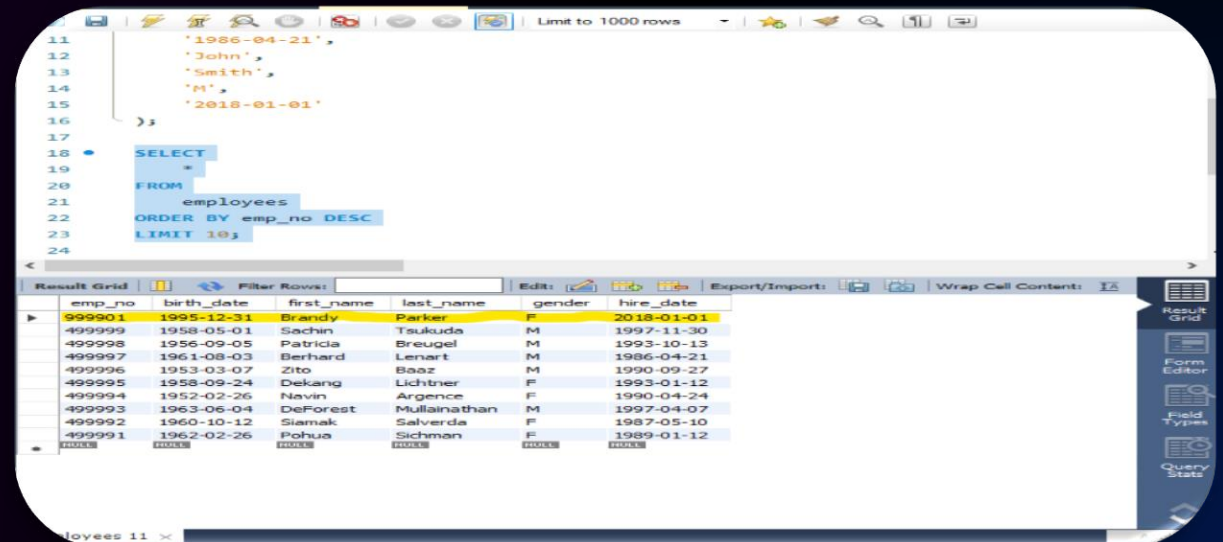 Limit to 1000 rows
11 '1986-04-21',
12 'John',
13 'Smith',
14 'M',
15 '2018-01-01'
16 );
17
18 SELECT
19 *
20 FROM
21 employees
22 ORDER BY emp_no DESC
23 LIMIT 10;
24
Result Grid Filter Rows: Edit: Export/Import: Wrap Cell Content: IA
emp_no birth_date first_name last_name gender hire_date
999901 1995-12-31 Brandy Parker F 2018-01-01
499999 1958-05-01 Sachin Tsukuda M 1997-11-30
499998 1956-09-05 Patricia Breugel M 1993-10-13
499997 1961-08-03 Berhard Lenart M 1986-04-21
499996 1953-03-07 Zito Baaz M 1990-09-27
499995 1958-09-24 Dekang Lichtner F 1993-01-12
499994 1952-02-26 Navin Argence F 1990-04-24
499993 1963-06-04 DeForest Mullainathan M 1997-04-07
499992 1960-10-12 Siamak Salverda F 1987-05-10
499991 1962-02-26 Pohua Sichman F 1989-01-12
NULL NULL NULL NULL NULL NULL
Result
Grid
Form
Editor
Field
Types
Query
Stats
loyees 11